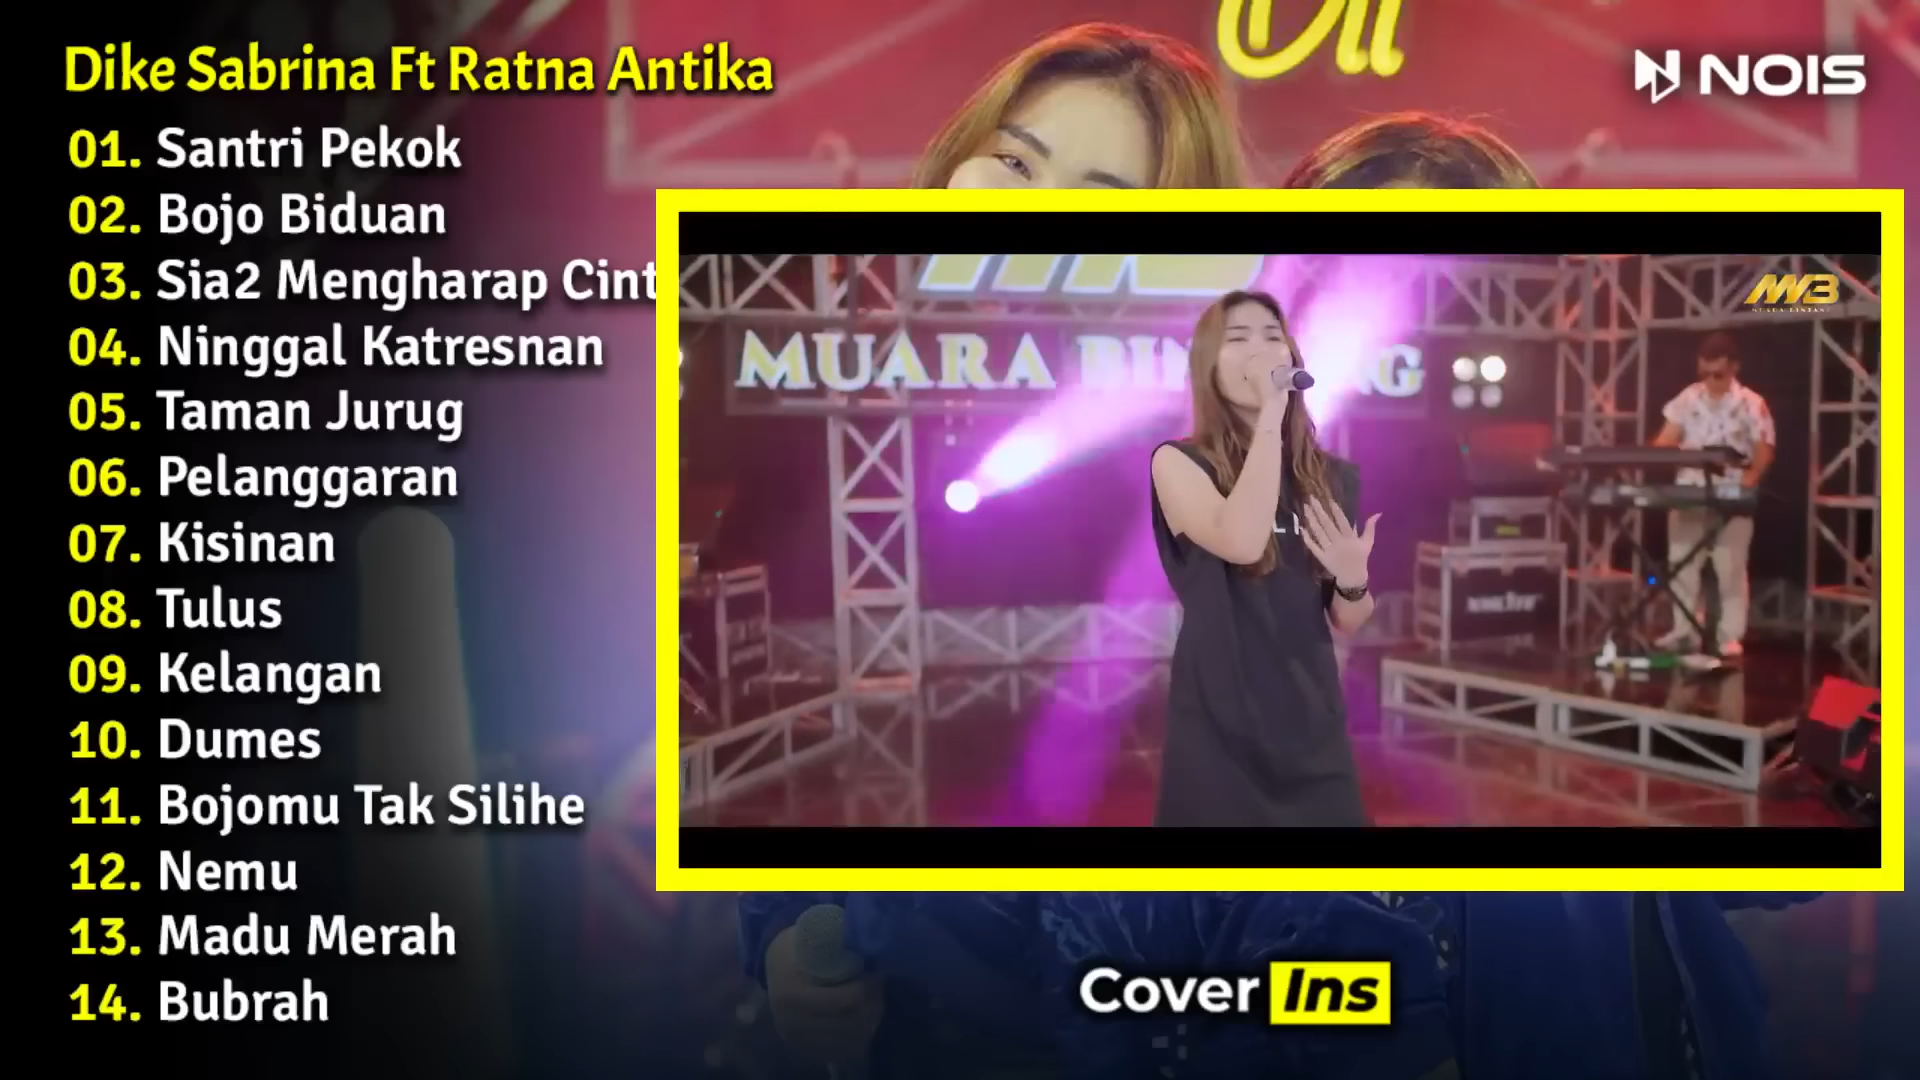 Dike Sabrina Ft Ratna Antika
01. Santri Pekok
02. Bojo Biduan
03. Sia2 Mengharap Cint
04. Ninggal Katresnan
05. Taman Jurug
06. Pelanggaran
07. Kisinan
08. Tulus
09. Kelangan
10. Dumes
11. Bojomu Tak Silihe
12. Nemu
13. Madu Merah
14. Bubrah
NOIS
MB
MUARA BIN G
Cover Ins